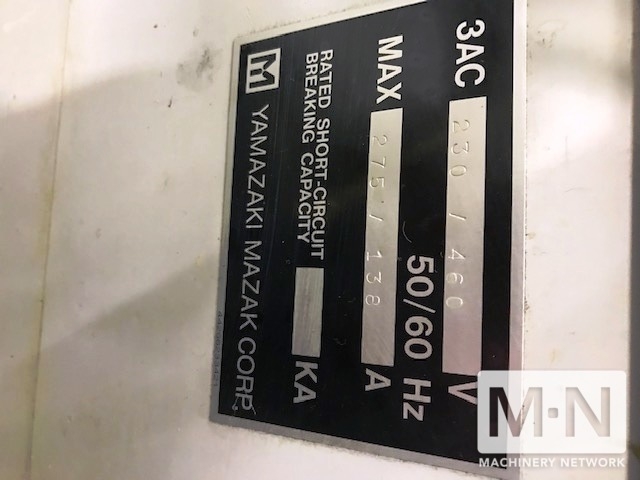 3AC 230/460 V
50/60 Hz
MAX 275/138 A
RATED SHORT-CIRCUIT
BREAKING CAPACITY KA
M YAMAZAKI MAZAK CORP.
M·N
MACHINERY NETWORK